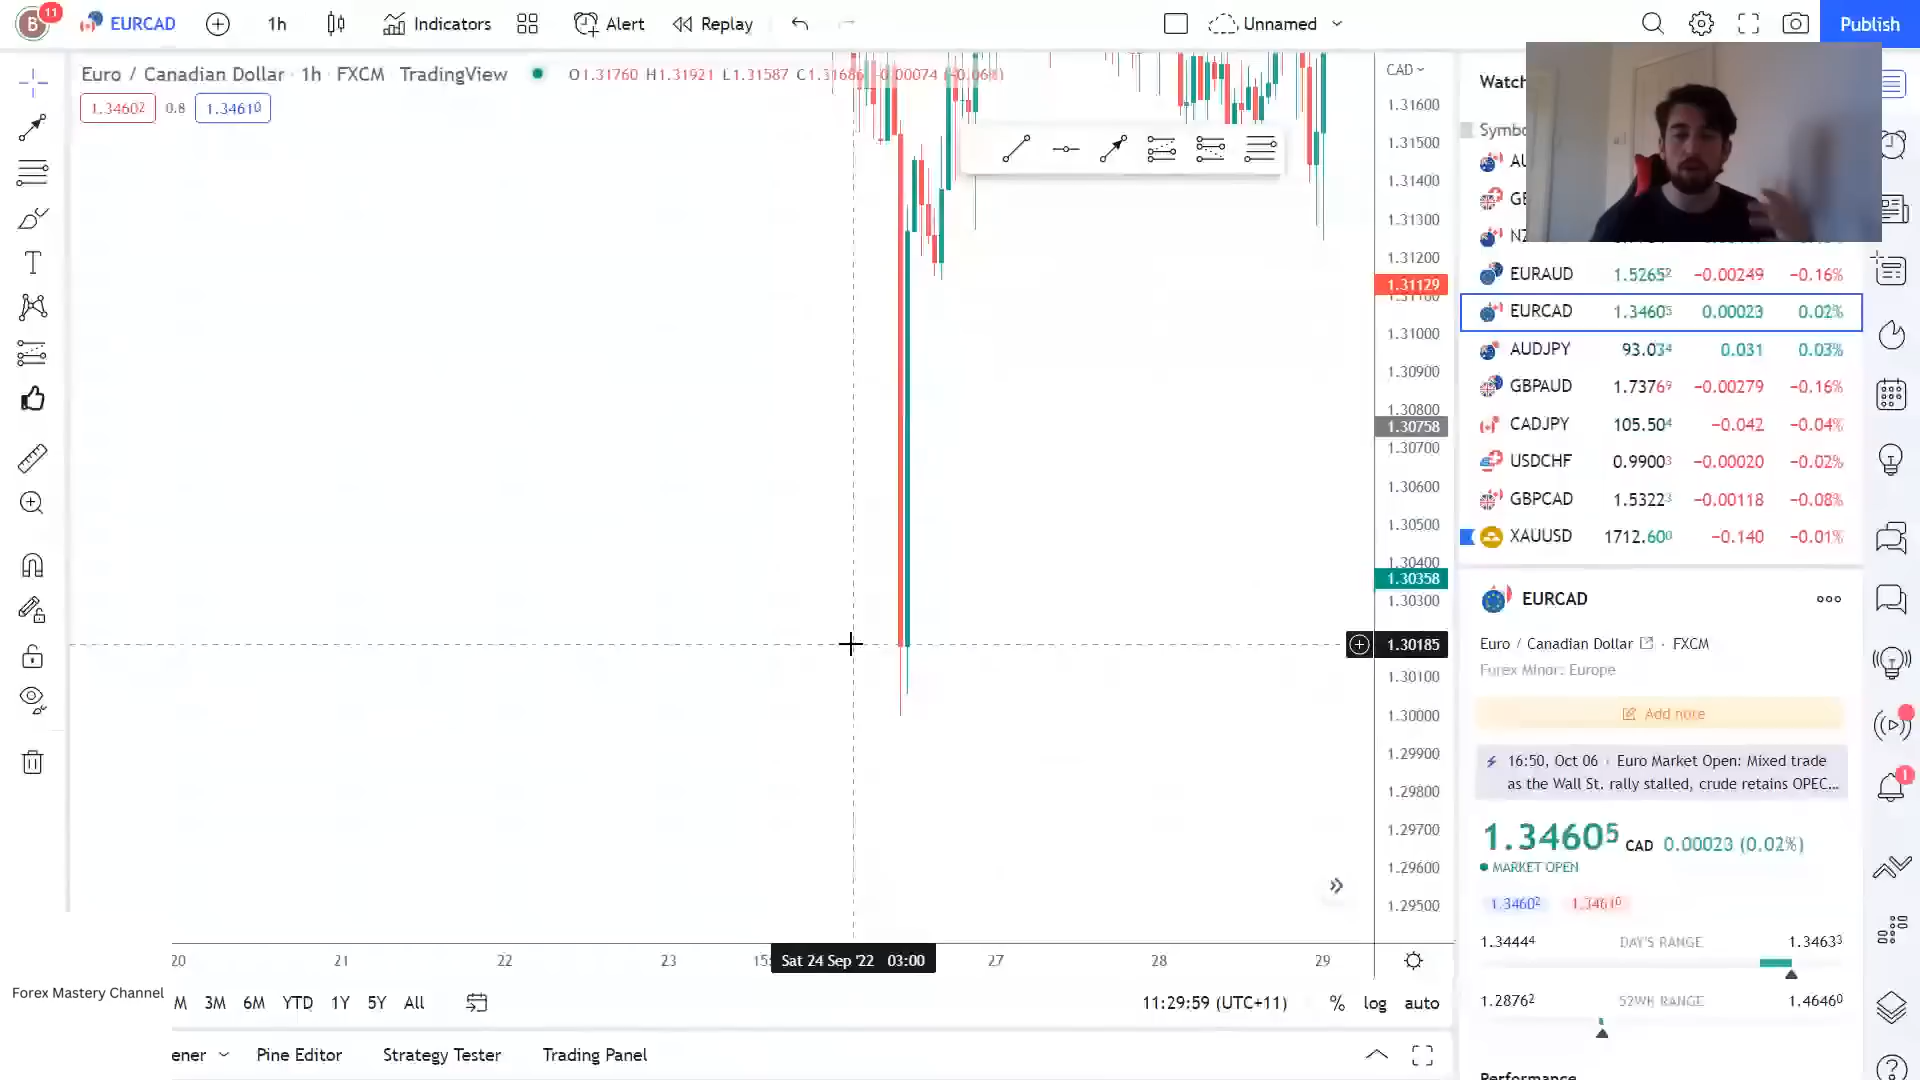 B 11 EURCAD 1h Indicators Alert Replay Unnamed Publish
Euro / Canadian Dollar · 1h · FXCM TradingView O1.31760 H1.31921 L1.31587 C1.31686 −0.00074 (−0.06%)
1.34602 0.8 1.34610
CAD
1.31600
1.31500
1.31400
1.31300
1.31200
1.31129
1.31100
1.31000
1.30900
1.30800
1.30758
1.30700
1.30600
1.30500
1.30400
1.30358
1.30300
1.30185
1.30100
1.30000
1.29900
1.29800
1.29700
1.29600
1.29500
20 21 22 23 Sat 24 Sep '22 03:00 27 28 29
Forex Mastery Channel
M 3M 6M YTD 1Y 5Y All 11:29:59 (UTC+11) % log auto
ener Pine Editor Strategy Tester Trading Panel
Watch
Symbo
AU
GB
NZ
EURAUD 1.52652 −0.00249 −0.16%
EURCAD 1.34605 0.00023 0.02%
AUDJPY 93.034 0.031 0.03%
GBPAUD 1.73769 −0.00279 −0.16%
CADJPY 105.504 −0.042 −0.04%
USDCHF 0.99003 −0.00020 −0.02%
GBPCAD 1.53223 −0.00118 −0.08%
XAUUSD 1712.600 −0.140 −0.01%
EURCAD
Euro / Canadian Dollar · FXCM
Forex Minor: Europe
Add note
16:50, Oct 06 · Euro Market Open: Mixed trade
as the Wall St. rally stalled, crude retains OPEC...
1.34605 CAD 0.00023 (0.02%)
MARKET OPEN
1.34602 1.34610
1.34444 DAY'S RANGE 1.34633
1.28762 52WK RANGE 1.46460
Performance
1